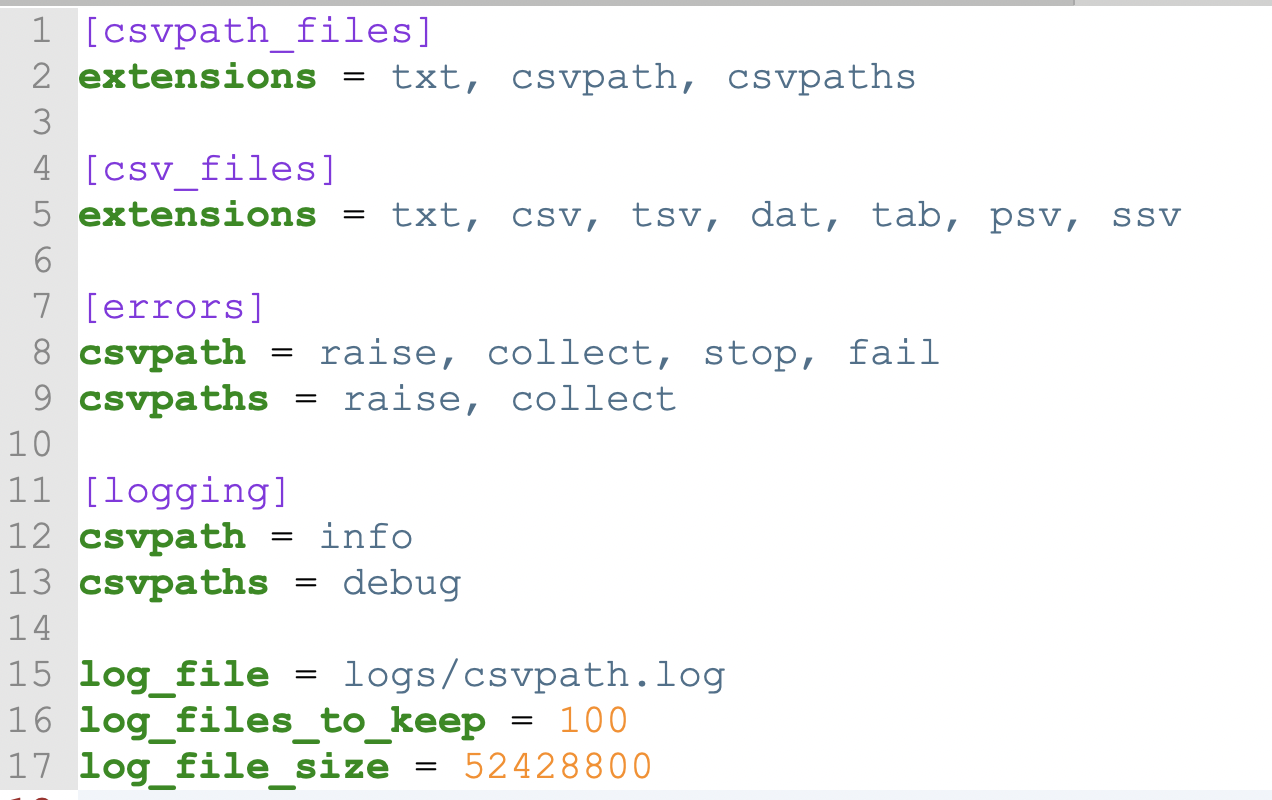 1 [csvpath_files]
2 extensions = txt, csvpath, csvpaths
3
4 [csv_files]
5 extensions = txt, csv, tsv, dat, tab, psv, ssv
6
7 [errors]
8 csvpath = raise, collect, stop, fail
9 csvpaths = raise, collect
10
11 [logging]
12 csvpath = info
13 csvpaths = debug
14
15 log_file = logs/csvpath.log
16 log_files_to_keep = 100
17 log_file_size = 52428800